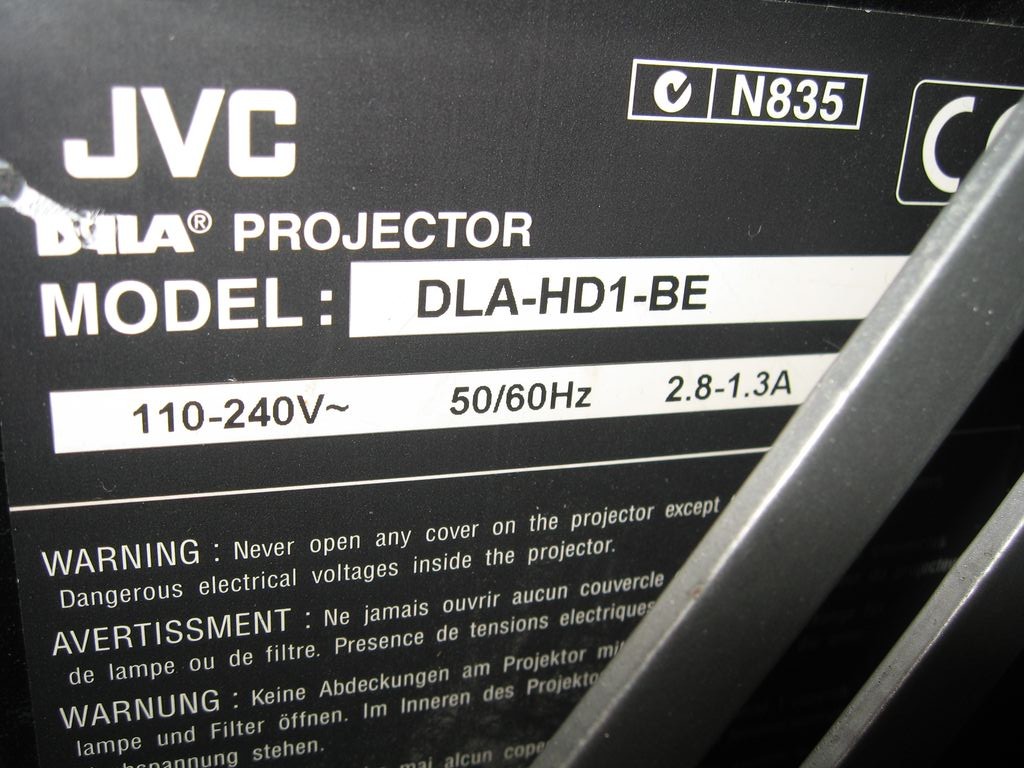 JVC
N835
D-ILA® PROJECTOR
MODEL : DLA-HD1-BE
110-240V~ 50/60Hz 2.8-1.3A
WARNING : Never open any cover on the projector except
Dangerous electrical voltages inside the projector.
AVERTISSMENT : Ne jamais ouvrir aucun couvercle
de lampe ou de filtre. Presence de tensions electriques
WARNUNG : Keine Abdeckungen am Projektor
lampe und Filter öffnen. Im Inneren des
stehen.
mai alcun